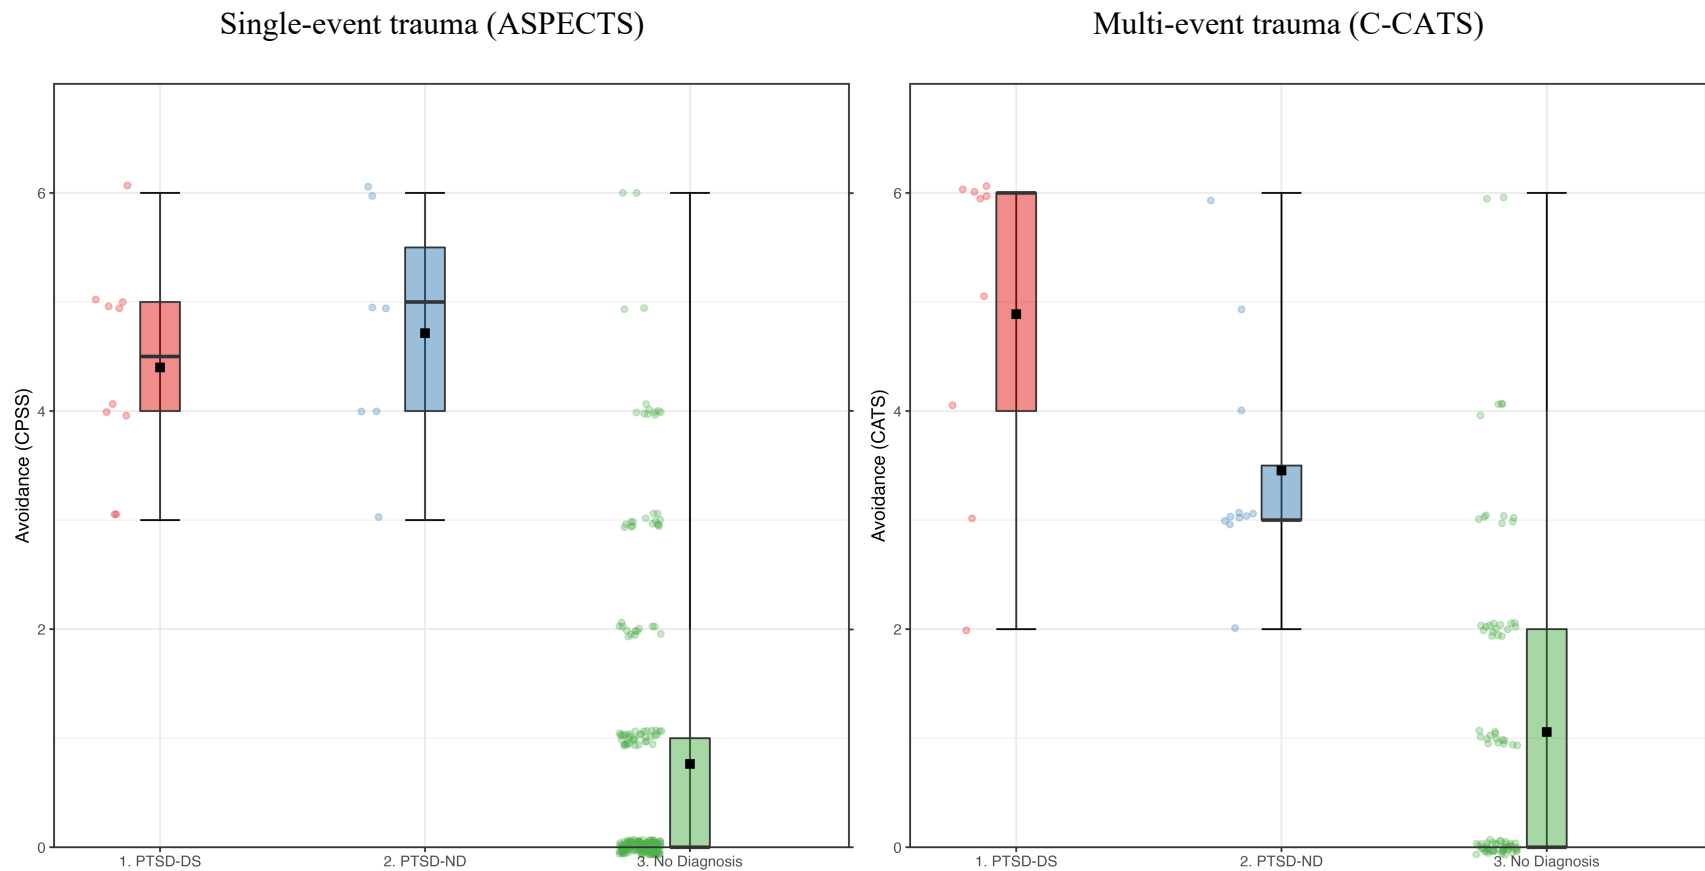 Single-event trauma (ASPECTS)
Multi-event trauma (C-CATS)
Avoidance (CPSS)
6
4
2
0
1. PTSD-DS
2. PTSD-ND
3. No Diagnosis
Avoidance (CATS)
6
4
2
0
1. PTSD-DS
2. PTSD-ND
3. No Diagnosis